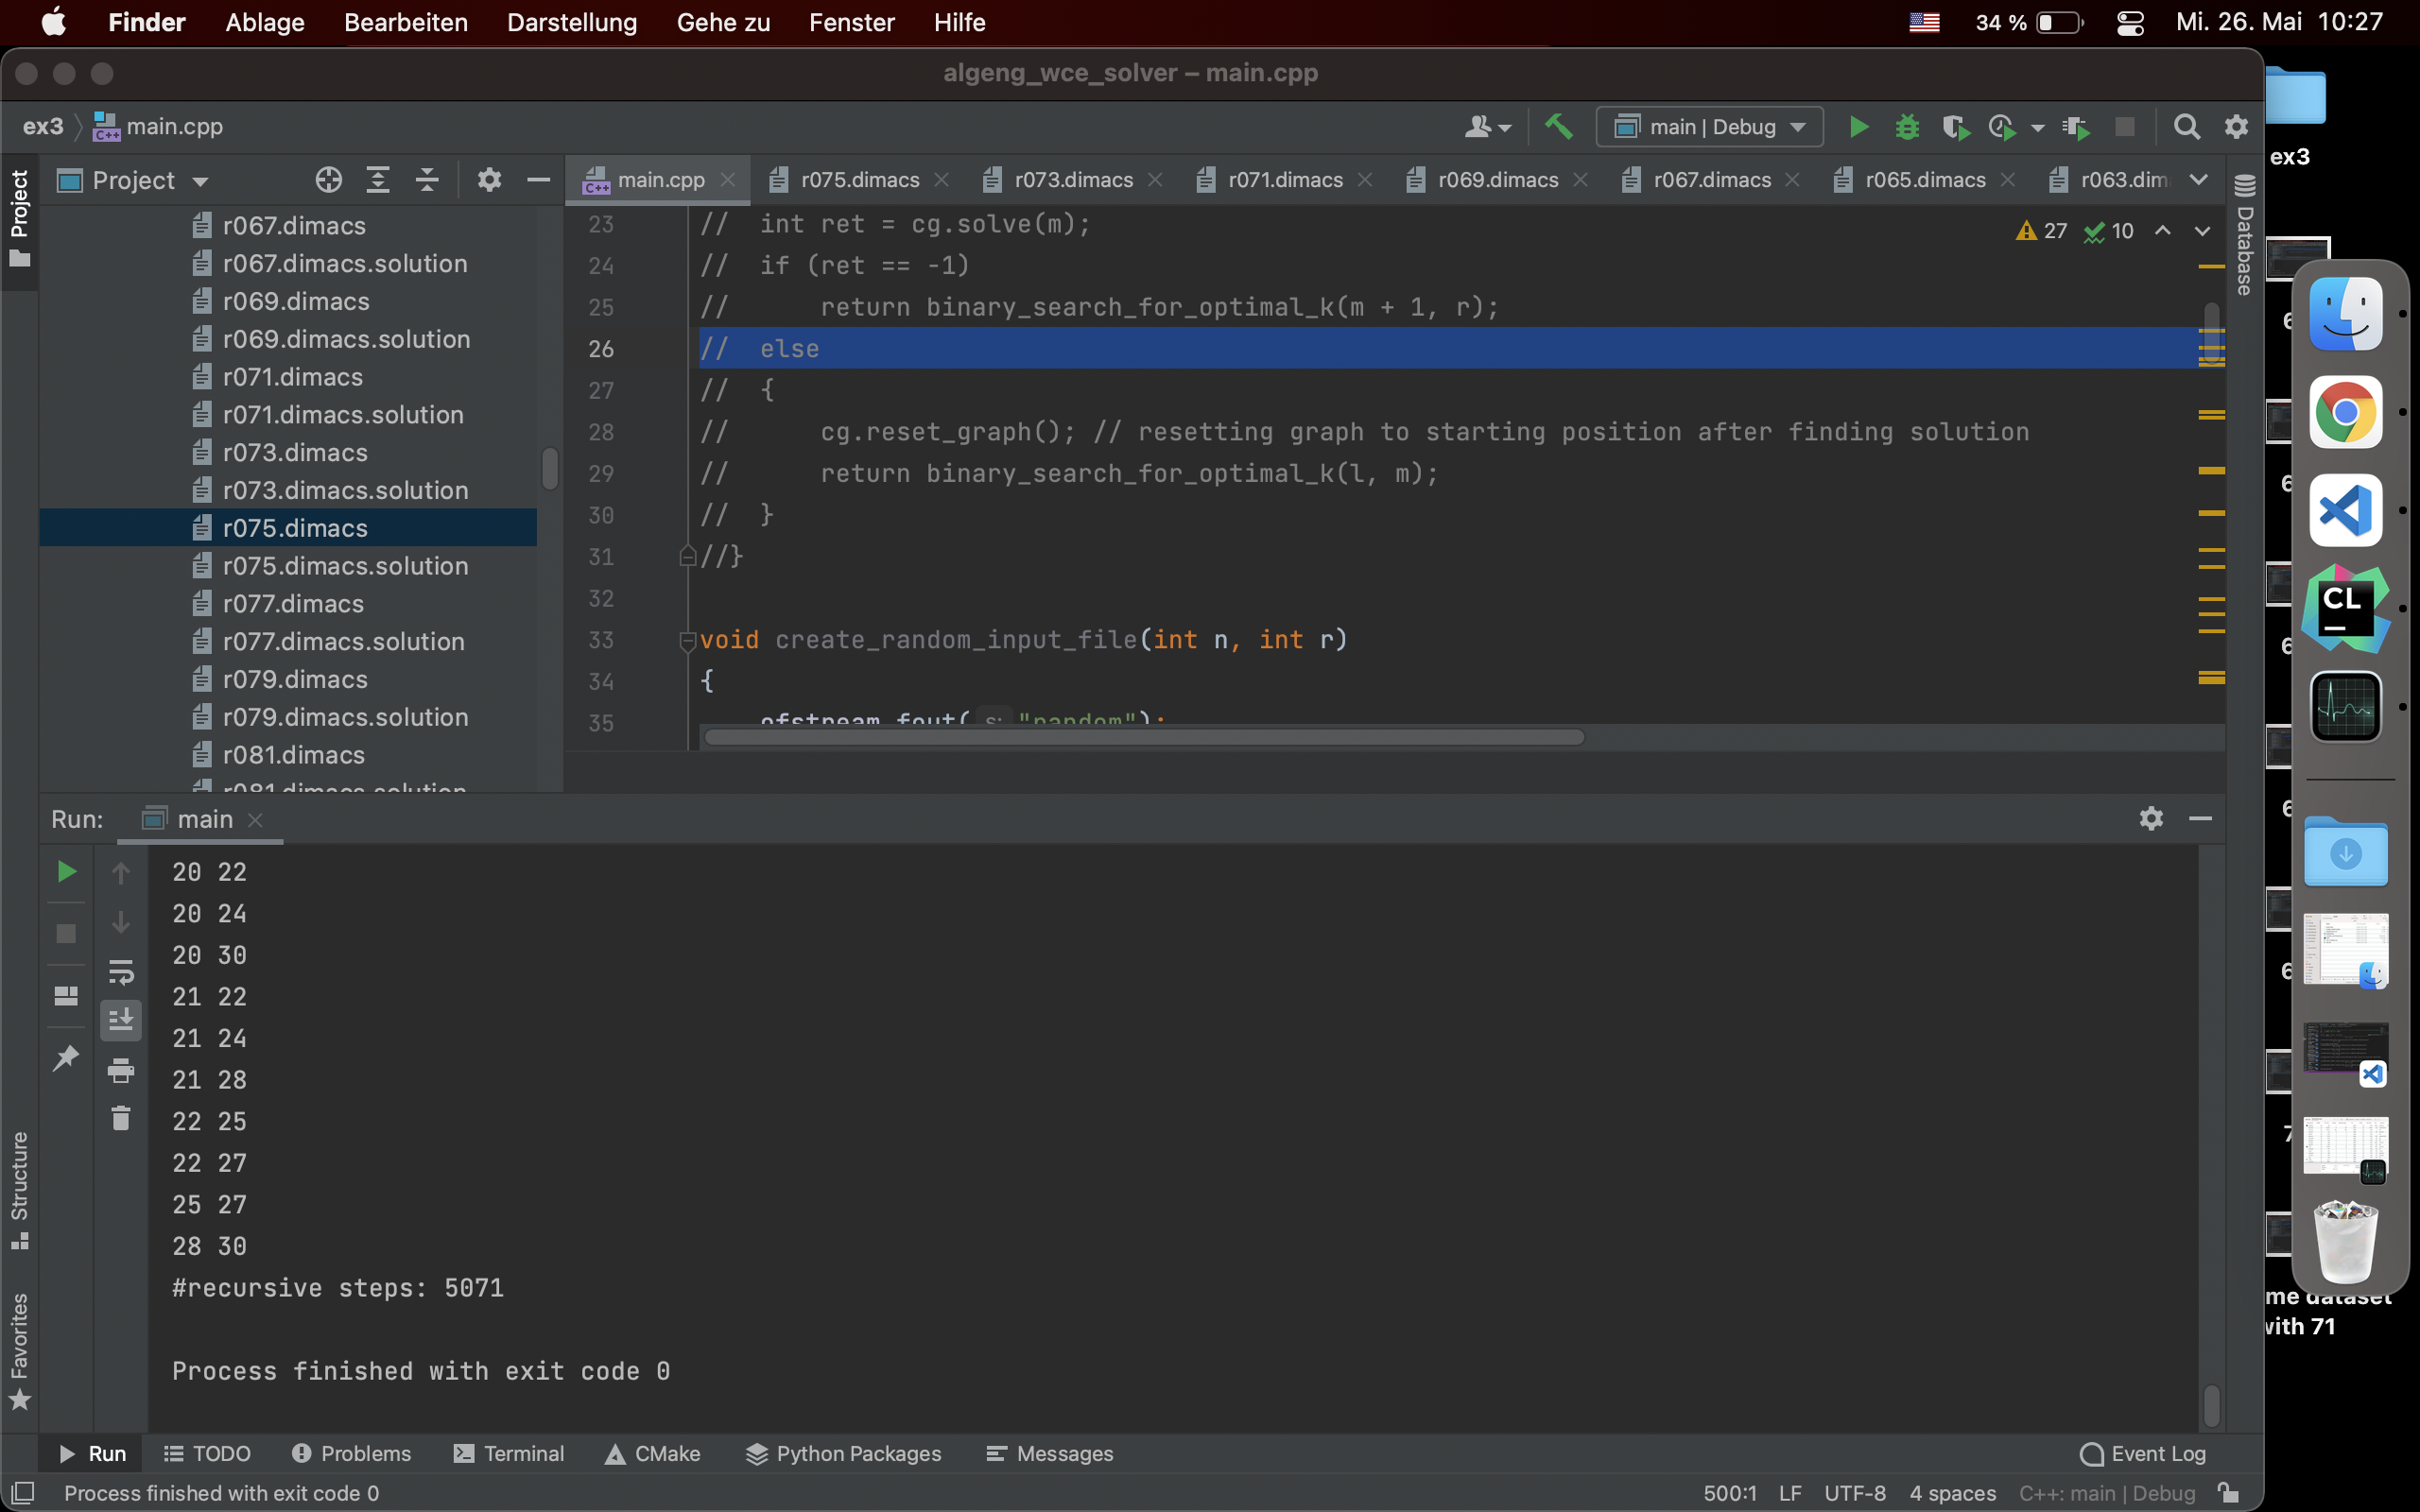 Finder Ablage Bearbeiten Darstellung Gehe zu Fenster Hilfe 34 % Mi. 26. Mai 10:27
algeng_wce_solver – main.cpp
ex3 main.cpp main | Debug
ex3
Project
Project
main.cpp r075.dimacs r073.dimacs r071.dimacs r069.dimacs r067.dimacs r065.dimacs r063.dim
Database
27 10
r067.dimacs
r067.dimacs.solution
r069.dimacs
r069.dimacs.solution
r071.dimacs
r071.dimacs.solution
r073.dimacs
r073.dimacs.solution
r075.dimacs
r075.dimacs.solution
r077.dimacs
r077.dimacs.solution
r079.dimacs
r079.dimacs.solution
r081.dimacs
r081.dimacs.solution
23 //  int ret = cg.solve(m);
24 //  if (ret == -1)
25 //      return binary_search_for_optimal_k(m + 1, r);
26 //  else
27 //  {
28 //      cg.reset_graph(); // resetting graph to starting position after finding solution
29 //      return binary_search_for_optimal_k(l, m);
30 //  }
31 //}
32
33 void create_random_input_file(int n, int r)
34 {
35     ofstream fout( s: "random");
CL
Run: main
20 22
20 24
20 30
21 22
21 24
21 28
22 25
22 27
25 27
28 30
#recursive steps: 5071
Process finished with exit code 0
Structure
Favorites
me dataset
with 71
Run TODO Problems Terminal CMake Python Packages Messages Event Log
Process finished with exit code 0 500:1 LF UTF-8 4 spaces C++: main | Debug